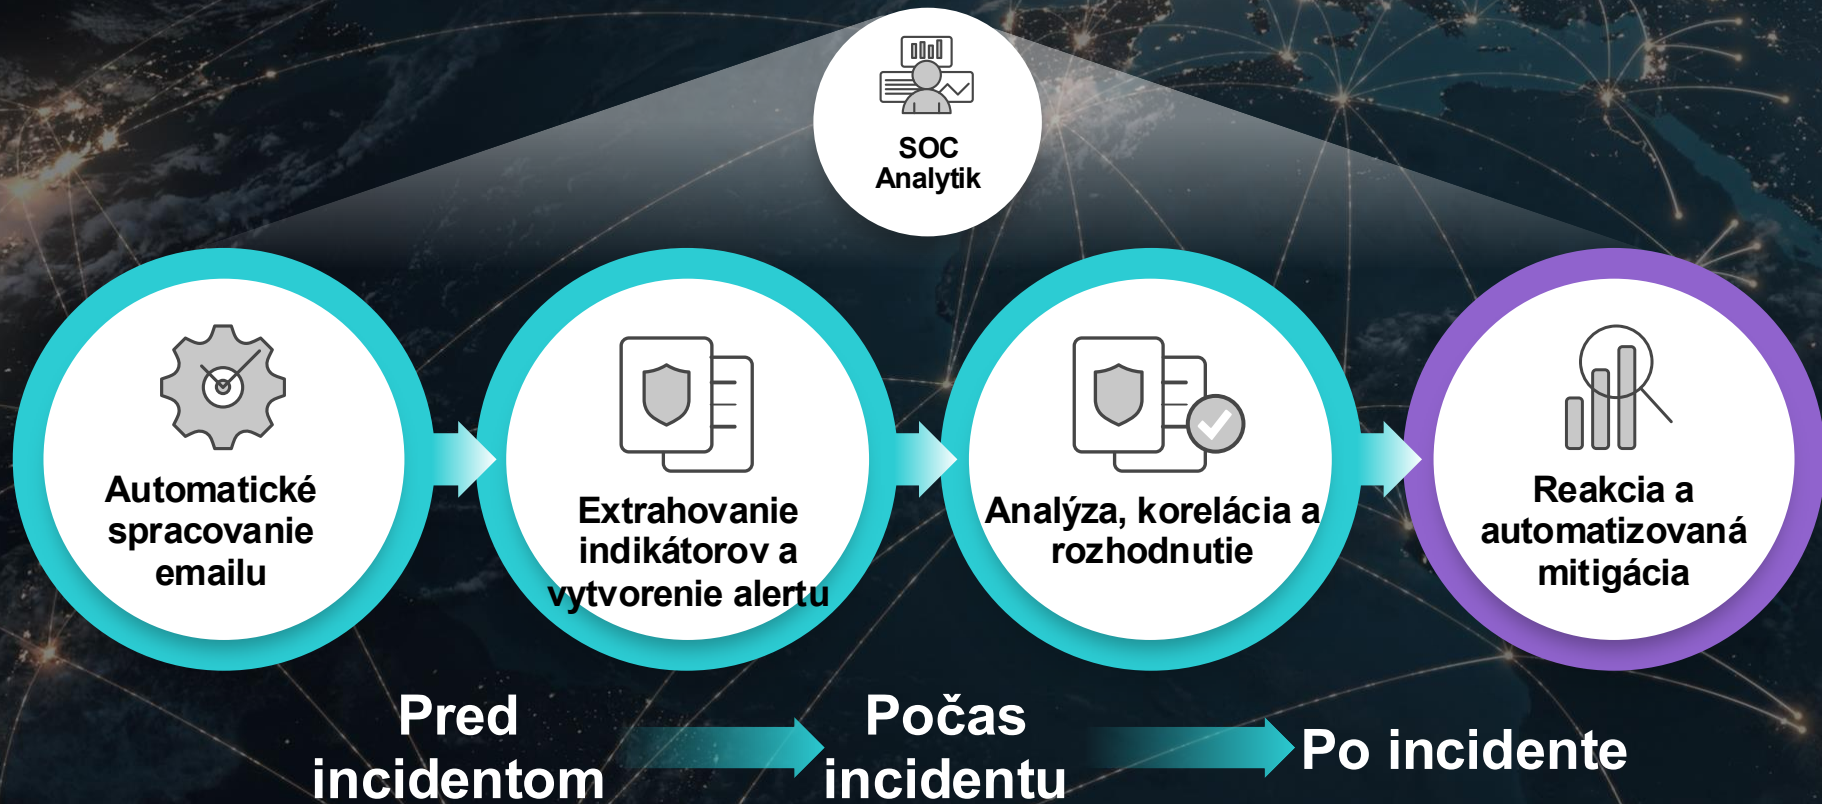 SOC
Analytik
Automatické
spracovanie
emailu
Extrahovanie
indikátorov a
vytvorenie alertu
Analýza, korelácia a
rozhodnutie
Reakcia a
automatizovaná
mitigácia
Pred
incidentom
Počas
incidentu
Po incidente